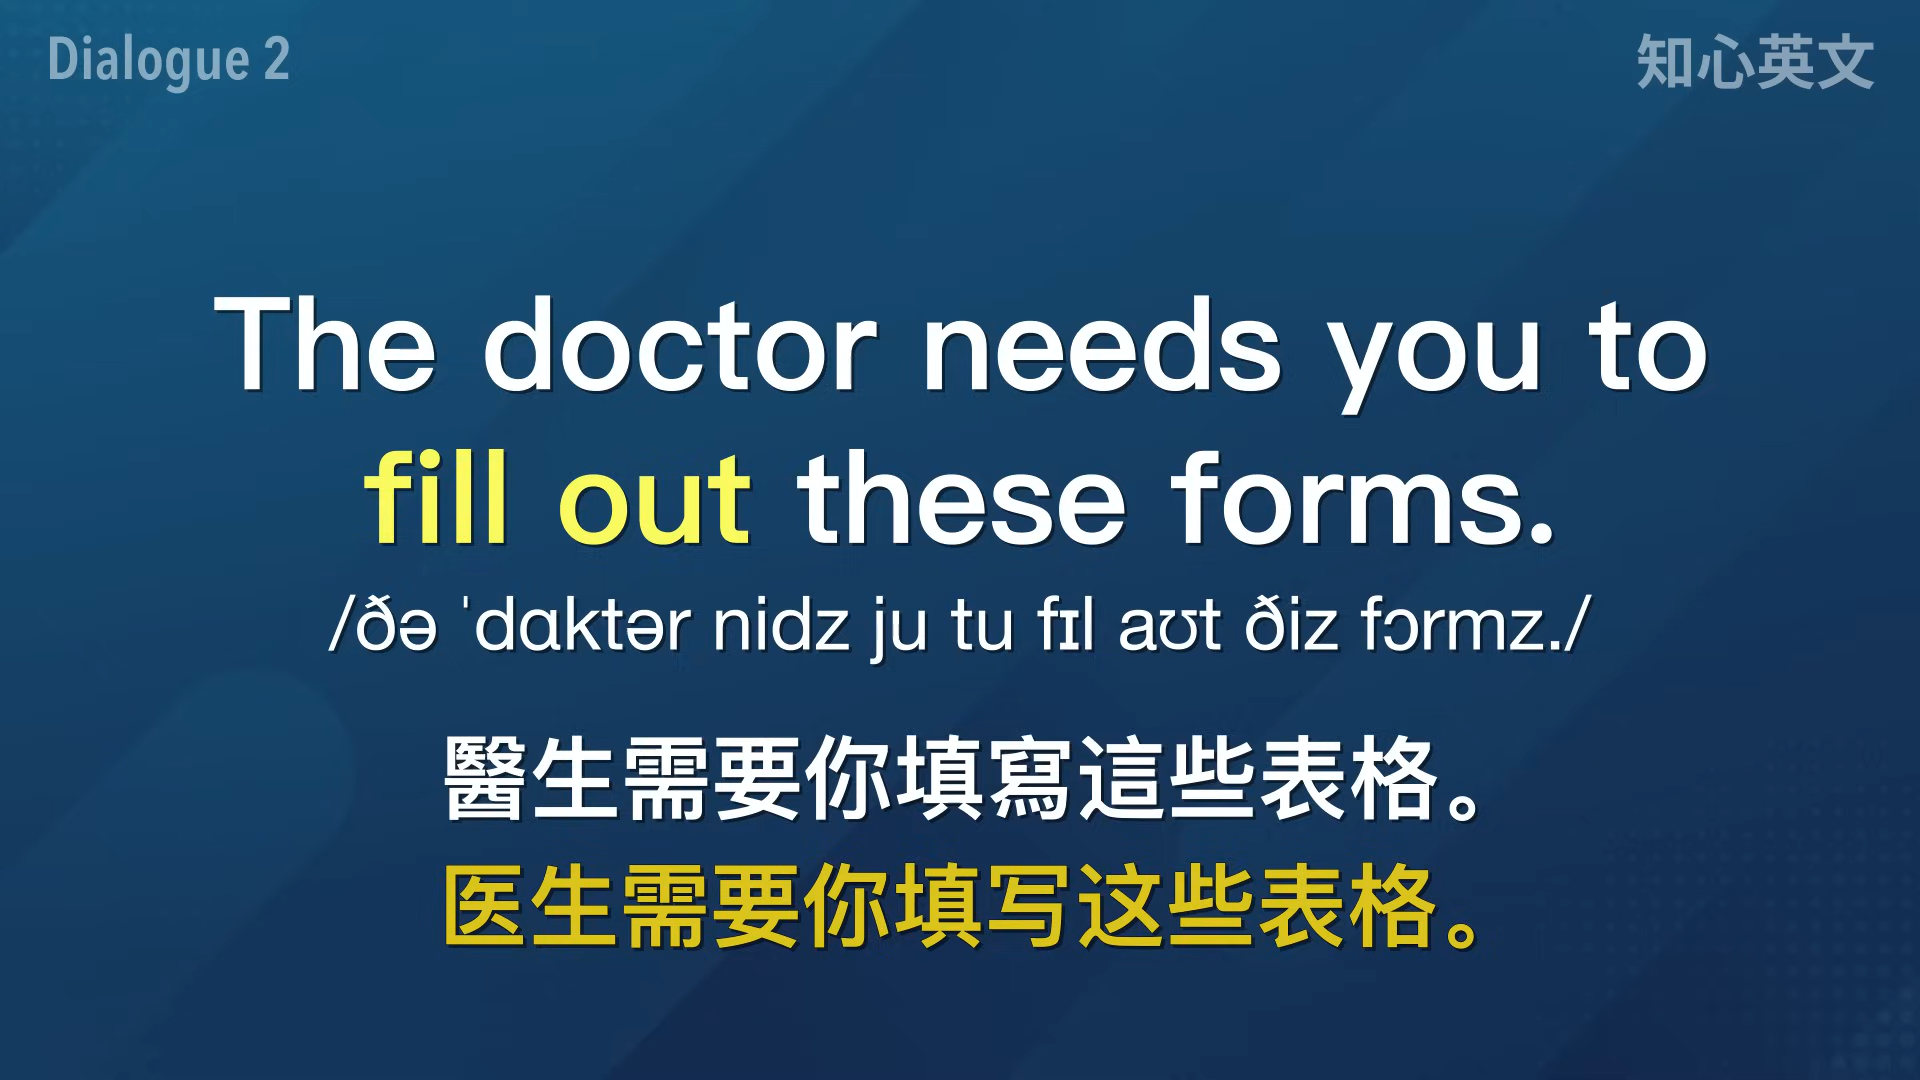 Dialogue 2
知心英文
The doctor needs you to
fill out these forms.
/ðə ˈdɑktər nidz ju tu fɪl aʊt ðiz fɔrmz./
醫生需要你填寫這些表格。
医生需要你填写这些表格。